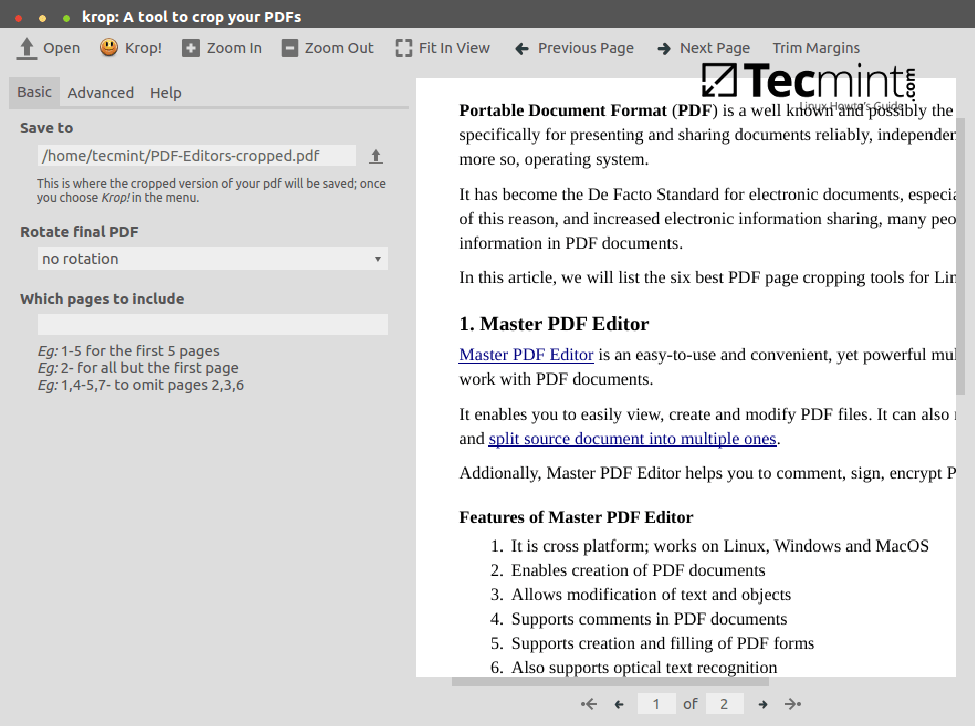 krop: A tool to crop your PDFs
Open Krop! Zoom In Zoom Out Fit In View Previous Page Next Page Trim Margins
Tecmint.com
Linux Howto's Guide
Basic Advanced Help
Save to
/home/tecmint/PDF-Editors-cropped.pdf
This is where the cropped version of your pdf will be saved; once
you choose Krop! in the menu.
Rotate final PDF
no rotation
Which pages to include
Eg: 1-5 for the first 5 pages
Eg: 2- for all but the first page
Eg: 1,4-5,7- to omit pages 2,3,6
Portable Document Format (PDF) is a well known and possibly the
specifically for presenting and sharing documents reliably, independen
more so, operating system.
It has become the De Facto Standard for electronic documents, especia
of this reason, and increased electronic information sharing, many peo
information in PDF documents.
In this article, we will list the six best PDF page cropping tools for Lin
1. Master PDF Editor
Master PDF Editor is an easy-to-use and convenient, yet powerful mul
work with PDF documents.
It enables you to easily view, create and modify PDF files. It can also
and split source document into multiple ones.
Addionally, Master PDF Editor helps you to comment, sign, encrypt P
Features of Master PDF Editor
1. It is cross platform; works on Linux, Windows and MacOS
2. Enables creation of PDF documents
3. Allows modification of text and objects
4. Supports comments in PDF documents
5. Supports creation and filling of PDF forms
6. Also supports optical text recognition
1 of 2